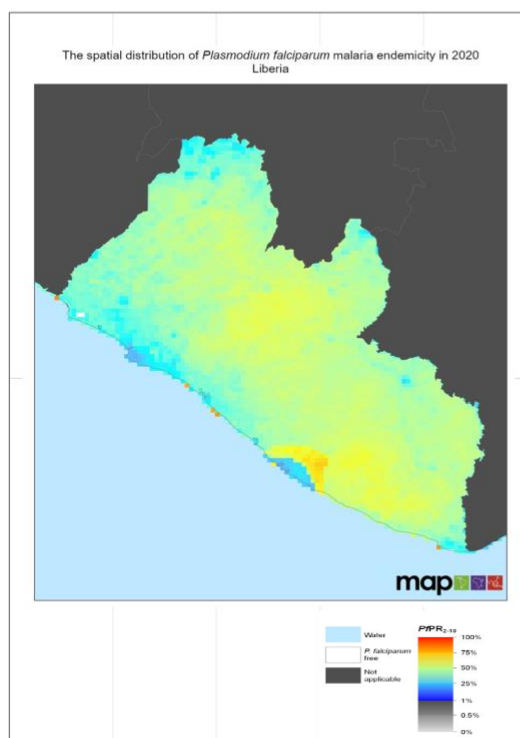 The spatial distribution of Plasmodium falciparum malaria endemicity in 2020
Liberia
map
Water
P. falciparum
free
Not
applicable
PfPR2-10
100%
75%
50%
25%
1%
0.5%
0%